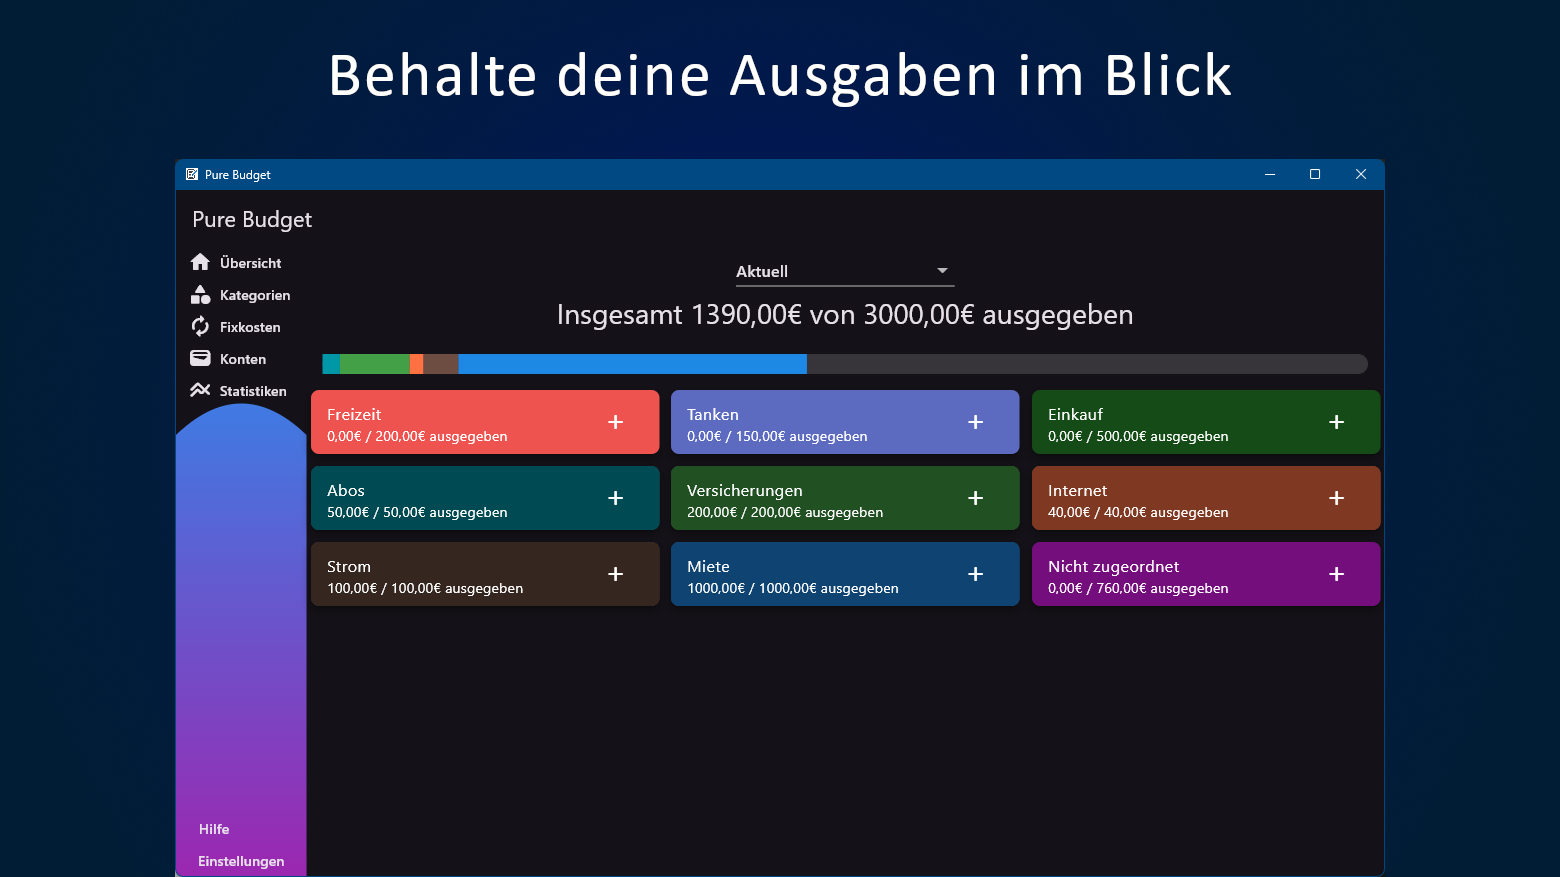 Behalte deine Ausgaben im Blick
Pure Budget
Pure Budget
Übersicht
Kategorien
Fixkosten
Konten
Statistiken
Hilfe
Einstellungen
Aktuell
Insgesamt 1390,00€ von 3000,00€ ausgegeben
Freizeit
0,00€ / 200,00€ ausgegeben
Tanken
0,00€ / 150,00€ ausgegeben
Einkauf
0,00€ / 500,00€ ausgegeben
Abos
50,00€ / 50,00€ ausgegeben
Versicherungen
200,00€ / 200,00€ ausgegeben
Internet
40,00€ / 40,00€ ausgegeben
Strom
100,00€ / 100,00€ ausgegeben
Miete
1000,00€ / 1000,00€ ausgegeben
Nicht zugeordnet
0,00€ / 760,00€ ausgegeben